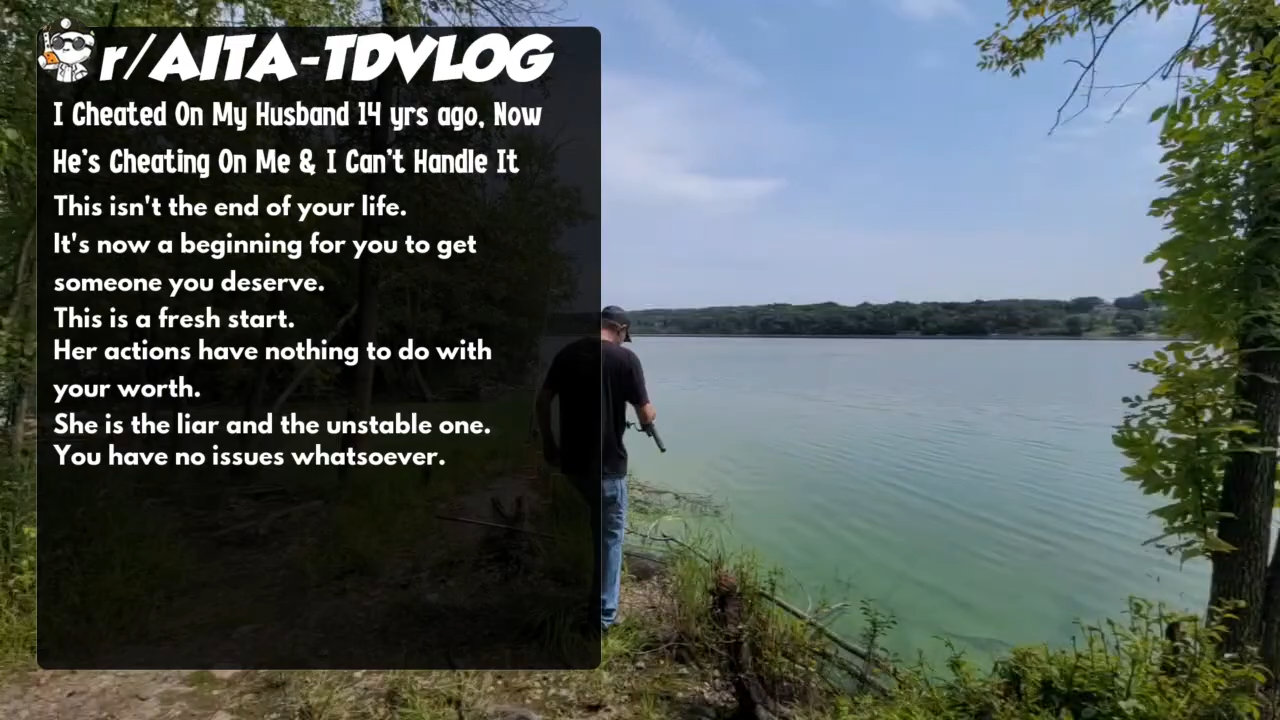 r/AITA-TDVLOG
I Cheated On My Husband 14 yrs ago, Now
He's Cheating On Me & I Can't Handle It
This isn't the end of your life.
It's now a beginning for you to get
someone you deserve.
This is a fresh start.
Her actions have nothing to do with
your worth.
She is the liar and the unstable one.
You have no issues whatsoever.